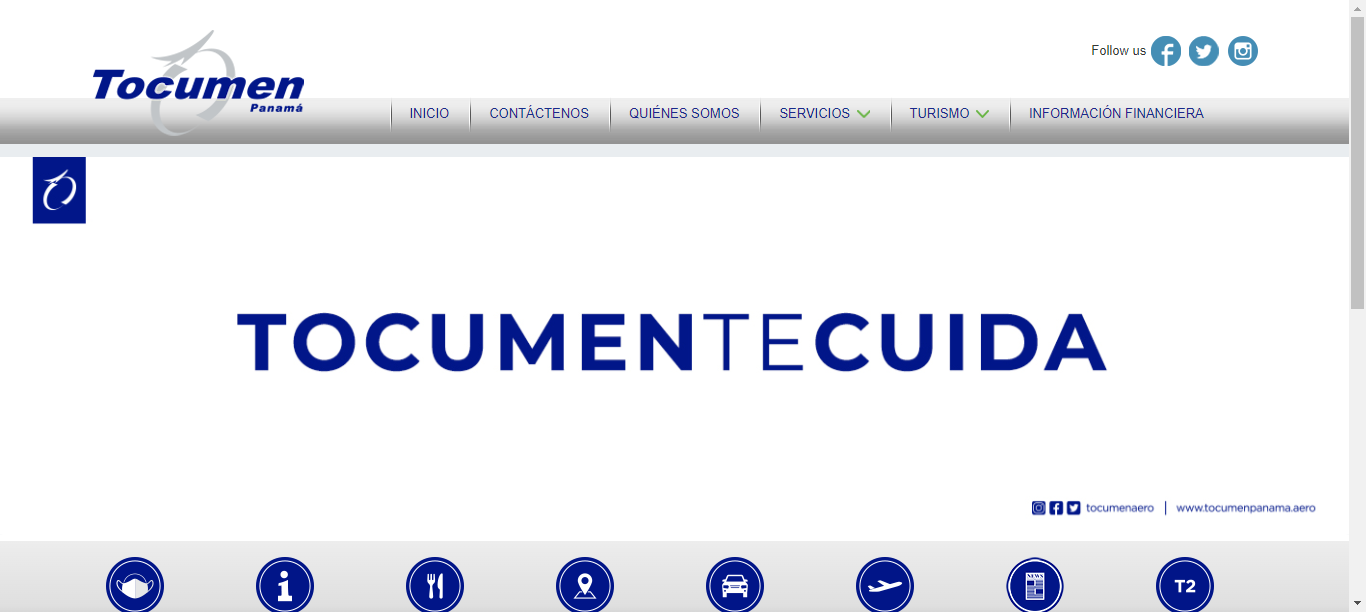 Tocumen
Panamá
Follow us
INICIO
CONTÁCTENOS
QUIÉNES SOMOS
SERVICIOS
TURISMO
INFORMACIÓN FINANCIERA
TOCUMENTECUIDA
tocumenaero | www.tocumenpanama.aero
NEWS
T2